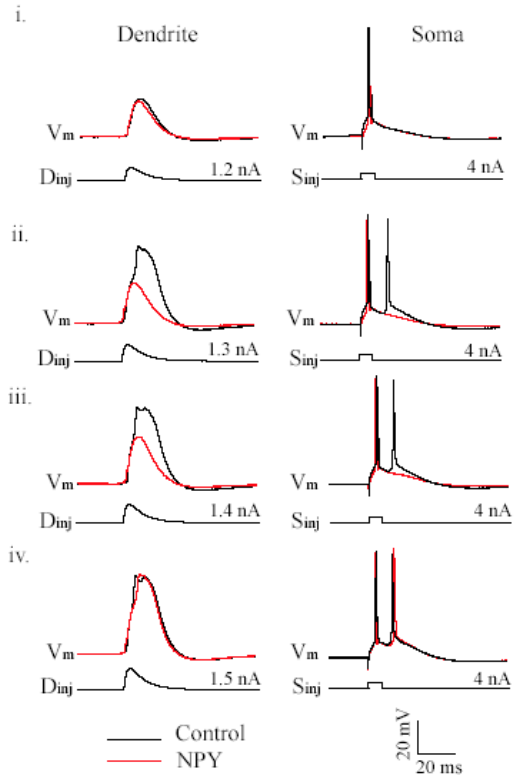 i.
Dendrite Soma
Vm Vm
Dinj 1.2 nA Sinj 4 nA
ii.
Vm Vm
Dinj 1.3 nA Sinj 4 nA
iii.
Vm Vm
Dinj 1.4 nA Sinj 4 nA
iv.
Vm Vm
Dinj 1.5 nA Sinj 4 nA
Control
NPY
20 mV
20 ms